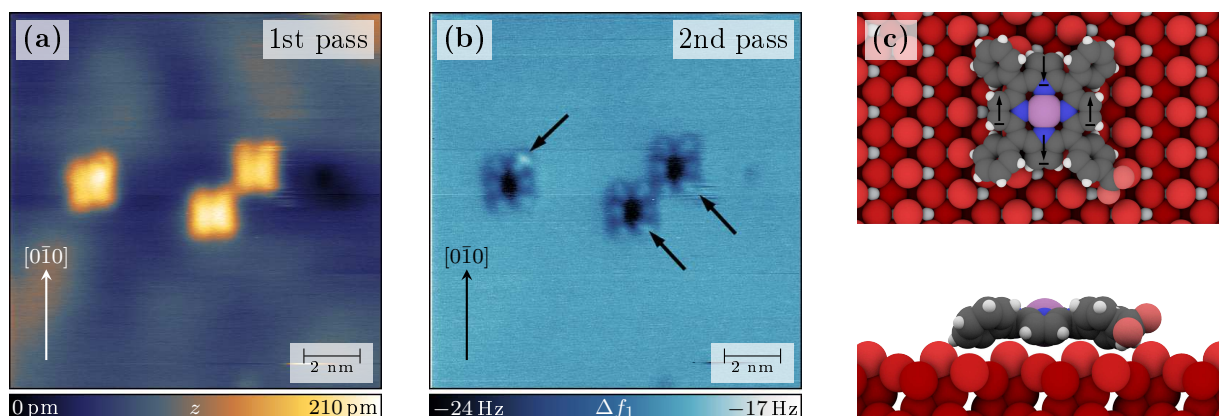 (a)
1st pass
[01̄0]
2 nm
0 pm
z
210 pm
(b)
2nd pass
[01̄0]
2 nm
−24 Hz
Δf₁
−17 Hz
(c)